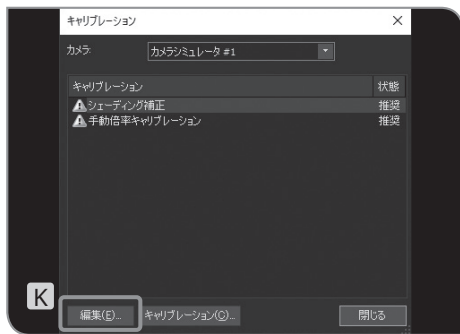 キャリブレーション
カメラ: カメラシミュレータ #1
キャリブレーション 状態
シェーディング補正 推奨
手動倍率キャリブレーション 推奨
K
編集(E)... キャリブレーション(C)... 閉じる